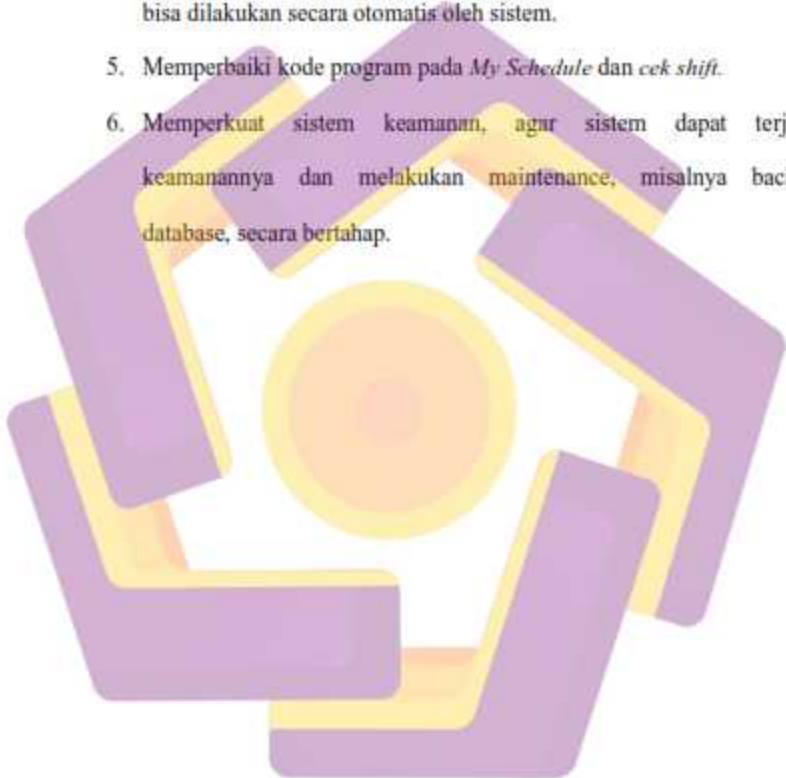 bisa dilakukan secara otomatis oleh sistem.
5. Memperbaiki kode program pada My Schedule dan cek shift.
6. Memperkuat sistem keamanan, agar sistem dapat
keamanannya dan melakukan maintenance, misalnya
database, secara bertahap.